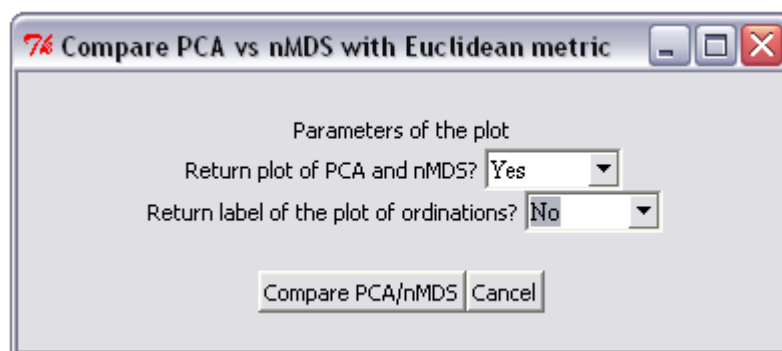 Compare PCA vs nMDS with Euclidean metric
Parameters of the plot
Return plot of PCA and nMDS? Yes
Return label of the plot of ordinations? No
Compare PCA/nMDS Cancel